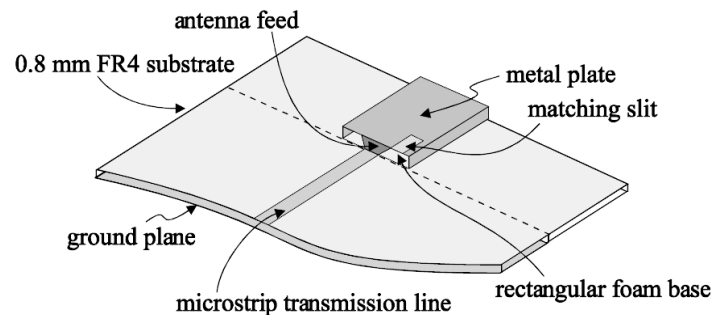 antenna feed
0.8 mm FR4 substrate
metal plate
matching slit
ground plane
rectangular foam base
microstrip transmission line